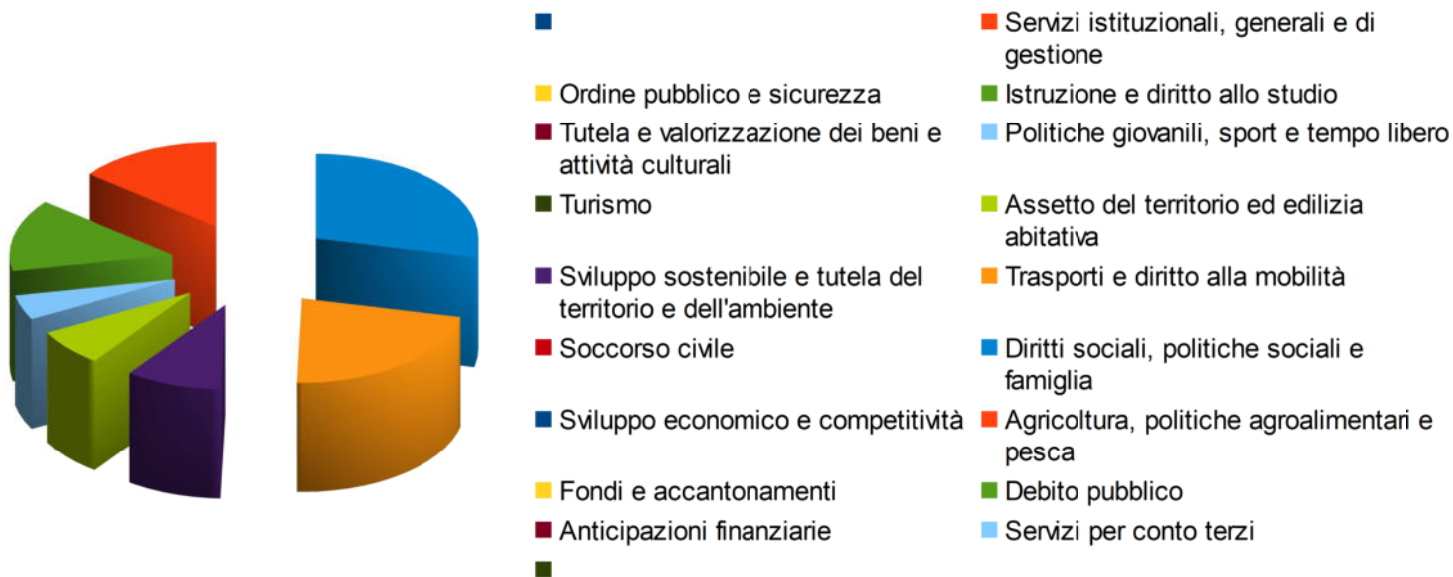 Servizi istituzionali, generali e di
gestione
Ordine pubblico e sicurezza
Istruzione e diritto allo studio
Tutela e valorizzazione dei beni e
attività culturali
Politiche giovanili, sport e tempo libero
Turismo
Assetto del territorio ed edilizia
abitativa
Sviluppo sostenibile e tutela del
territorio e dell'ambiente
Trasporti e diritto alla mobilità
Soccorso civile
Diritti sociali, politiche sociali e
famiglia
Sviluppo economico e competitività
Agricoltura, politiche agroalimentari e
pesca
Fondi e accantonamenti
Debito pubblico
Anticipazioni finanziarie
Servizi per conto terzi